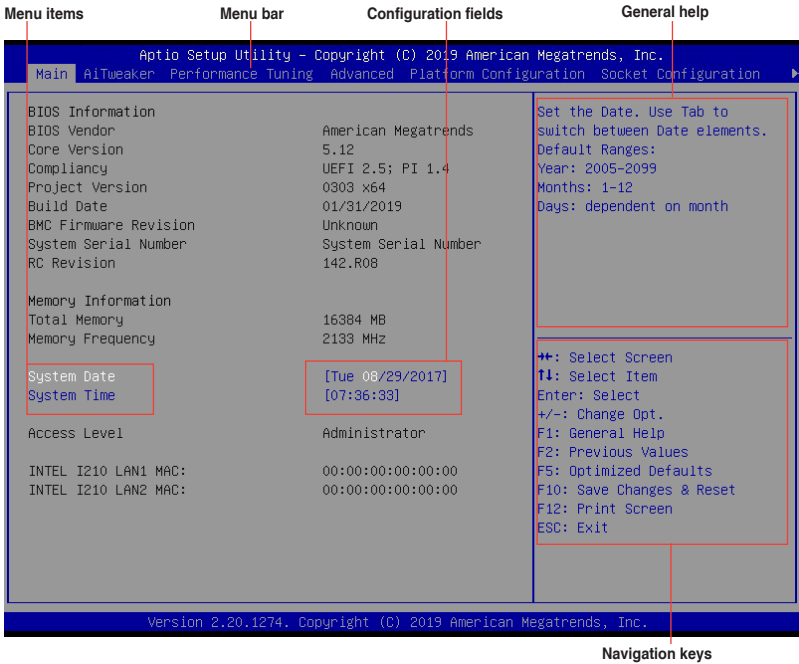 Menu items Menu bar Configuration fields General help
Aptio Setup Utility – Copyright (C) 2019 American Megatrends, Inc.
Main AiTweaker Performance Tuning Advanced Platform Configuration Socket Configuration
BIOS Information
BIOS Vendor American Megatrends
Core Version 5.12
Compliancy UEFI 2.5; PI 1.4
Project Version 0303 x64
Build Date 01/31/2019
BMC Firmware Revision Unknown
System Serial Number System Serial Number
RC Revision 142.R08
Memory Information
Total Memory 16384 MB
Memory Frequency 2133 MHz
System Date [Tue 08/29/2017]
System Time [07:36:33]
Access Level Administrator
INTEL I210 LAN1 MAC: 00:00:00:00:00:00
INTEL I210 LAN2 MAC: 00:00:00:00:00:00
Set the Date. Use Tab to
switch between Date elements.
Default Ranges:
Year: 2005-2099
Months: 1-12
Days: dependent on month
→←: Select Screen
↑↓: Select Item
Enter: Select
+/-: Change Opt.
F1: General Help
F2: Previous Values
F5: Optimized Defaults
F10: Save Changes & Reset
F12: Print Screen
ESC: Exit
Version 2.20.1274. Copyright (C) 2019 American Megatrends, Inc.
Navigation keys